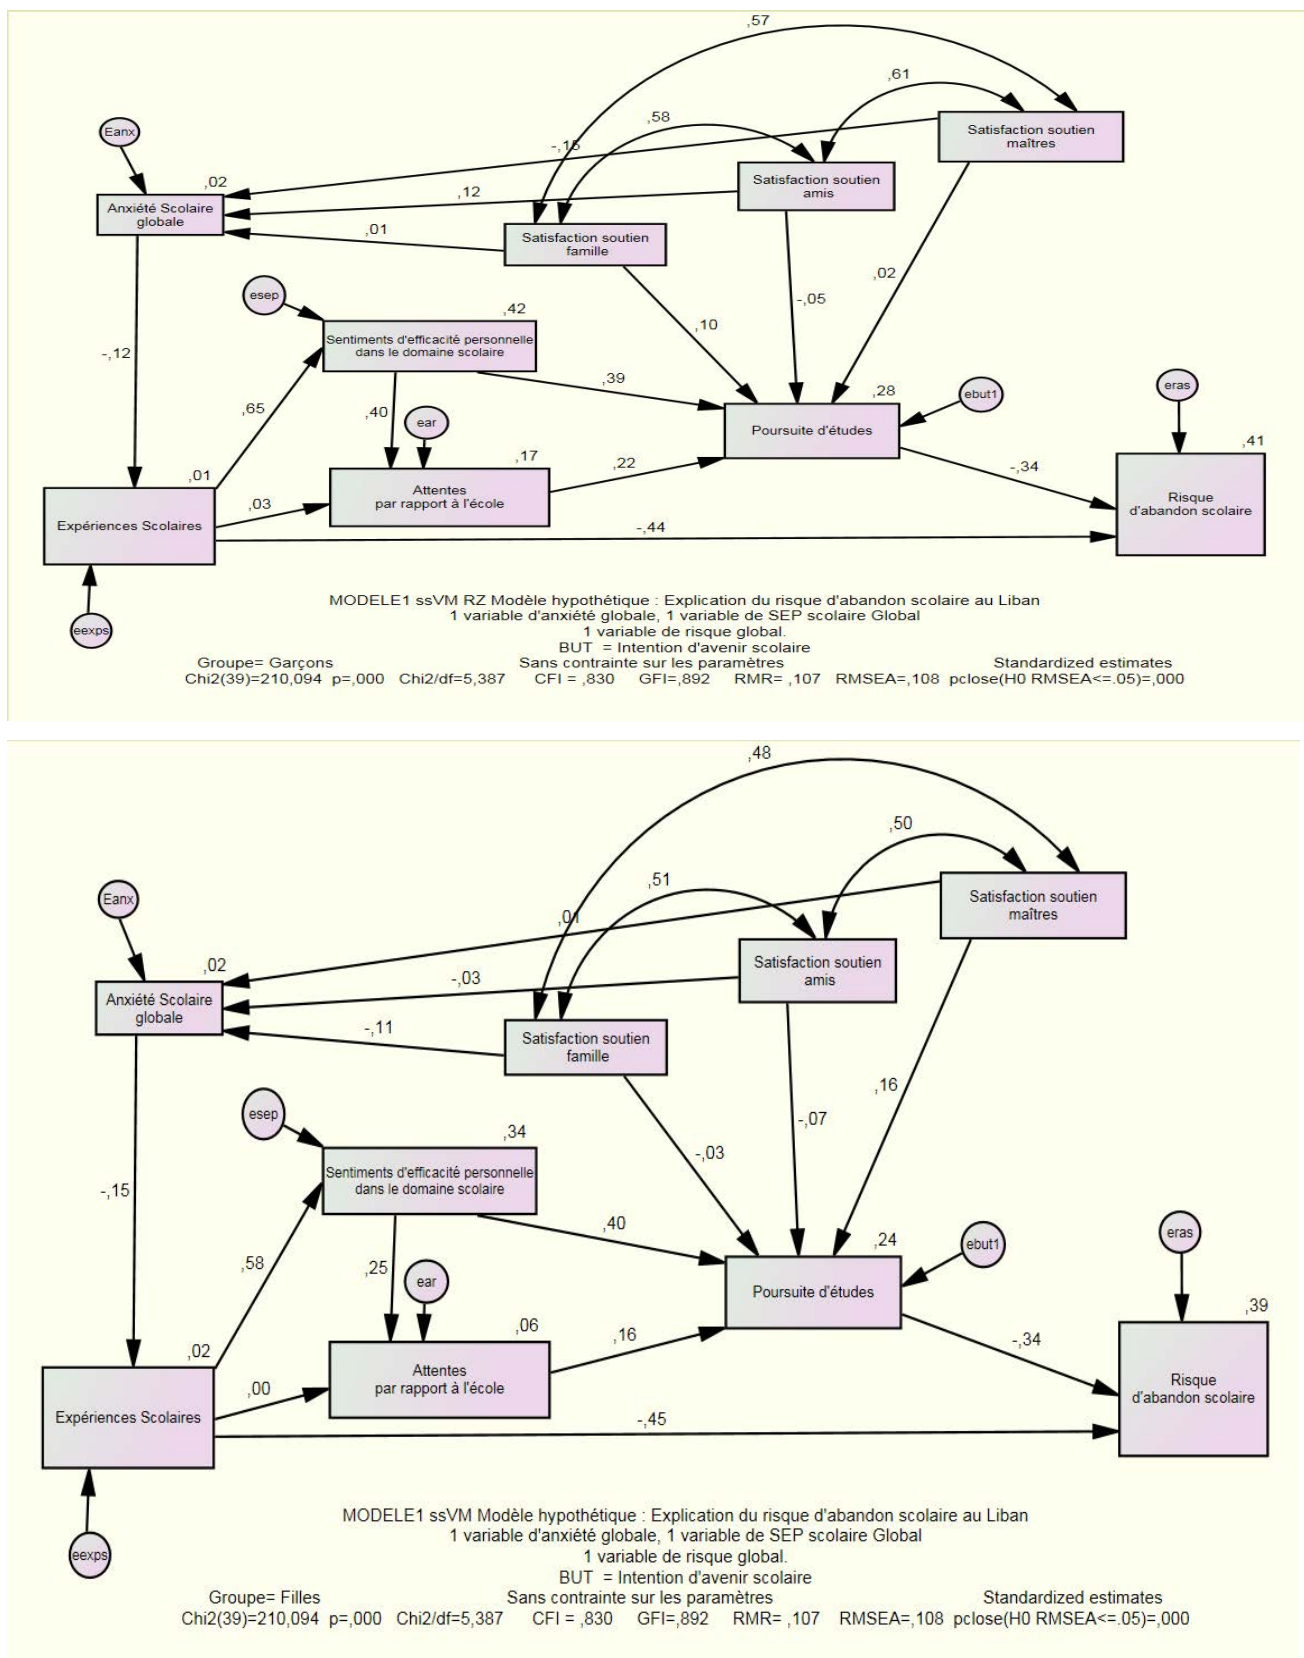 ,57
,61
Satisfaction soutien
maîtres
Eanx
,58
-,15
Satisfaction soutien
amis
,02
,12
Anxiété Scolaire
globale
,01
Satisfaction soutien
famille
esep
,42
,02
-,05
Sentiments d'efficacité personnelle
dans le domaine scolaire
,10
-,12
,39
eras
,28
ebut1
,65
,40
ear
Poursuite d'études
,41
,17
,22
-,34
,01
Attentes
par rapport à l'école
Risque
d'abandon scolaire
,03
Expériences Scolaires
-,44
eexps
MODELE1 ssVM RZ Modèle hypothétique : Explication du risque d'abandon scolaire au Liban
1 variable d'anxiété globale, 1 variable de SEP scolaire Global
1 variable de risque global.
BUT = Intention d'avenir scolaire
Groupe= Garçons Sans contrainte sur les paramètres Standardized estimates
Chi2(39)=210,094 p=,000 Chi2/df=5,387 CFI = ,830 GFI=,892 RMR= ,107 RMSEA=,108 pclose(H0 RMSEA<=.05)=,000
,48
,50
,51
Satisfaction soutien
maîtres
Eanx
,01
Satisfaction soutien
amis
,02
-,03
Anxiété Scolaire
globale
-,11
Satisfaction soutien
famille
,16
esep
,34
-,07
-,03
Sentiments d'efficacité personnelle
dans le domaine scolaire
-,15
,40
eras
,24
ebut1
,58
,25
ear
Poursuite d'études
,39
,06
,16
-,34
,02
Attentes
par rapport à l'école
Risque
d'abandon scolaire
,00
Expériences Scolaires
-,45
eexps
MODELE1 ssVM Modèle hypothétique : Explication du risque d'abandon scolaire au Liban
1 variable d'anxiété globale, 1 variable de SEP scolaire Global
1 variable de risque global.
BUT = Intention d'avenir scolaire
Groupe= Filles Sans contrainte sur les paramètres Standardized estimates
Chi2(39)=210,094 p=,000 Chi2/df=5,387 CFI = ,830 GFI=,892 RMR= ,107 RMSEA=,108 pclose(H0 RMSEA<=.05)=,000